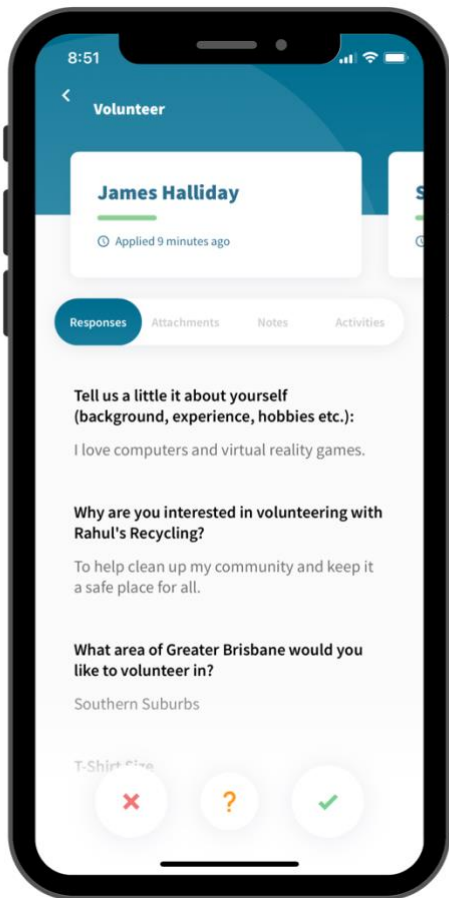 8:51
Volunteer
James Halliday
S
Applied 9 minutes ago
Responses Attachments Notes Activities
Tell us a little it about yourself
(background, experience, hobbies etc.):
I love computers and virtual reality games.
Why are you interested in volunteering with
Rahul's Recycling?
To help clean up my community and keep it
a safe place for all.
What area of Greater Brisbane would you
like to volunteer in?
Southern Suburbs
T-Shirt Size
?